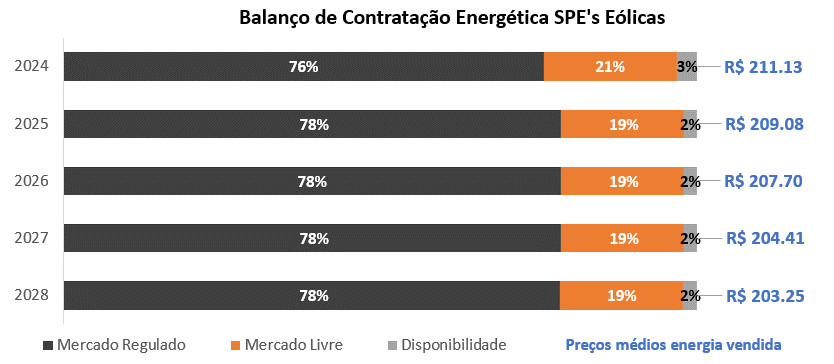 Balanço de Contratação Energética SPE's Eólicas
2024 76% 21% 3% R$ 211.13
2025 78% 19% 2% R$ 209.08
2026 78% 19% 2% R$ 207.70
2027 78% 19% 2% R$ 204.41
2028 78% 19% 2% R$ 203.25
Mercado Regulado Mercado Livre Disponibilidade Preços médios energia vendida